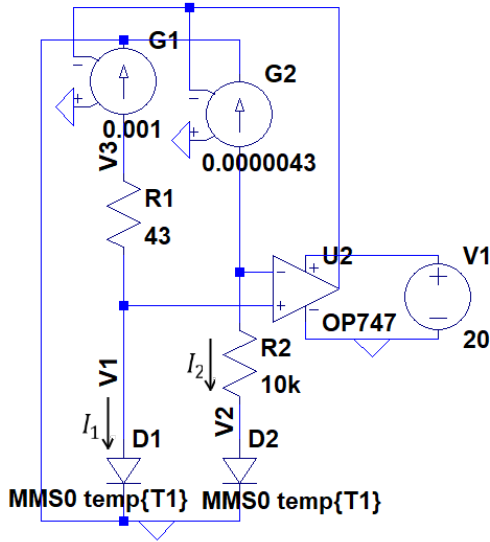 G1
G2
0.001
0.0000043
V3
R1
43
U2
V1
OP747
20
R2
10k
V1
V2
I₁
I₂
D1
D2
MMS0 temp{T1}
MMS0 temp{T1}